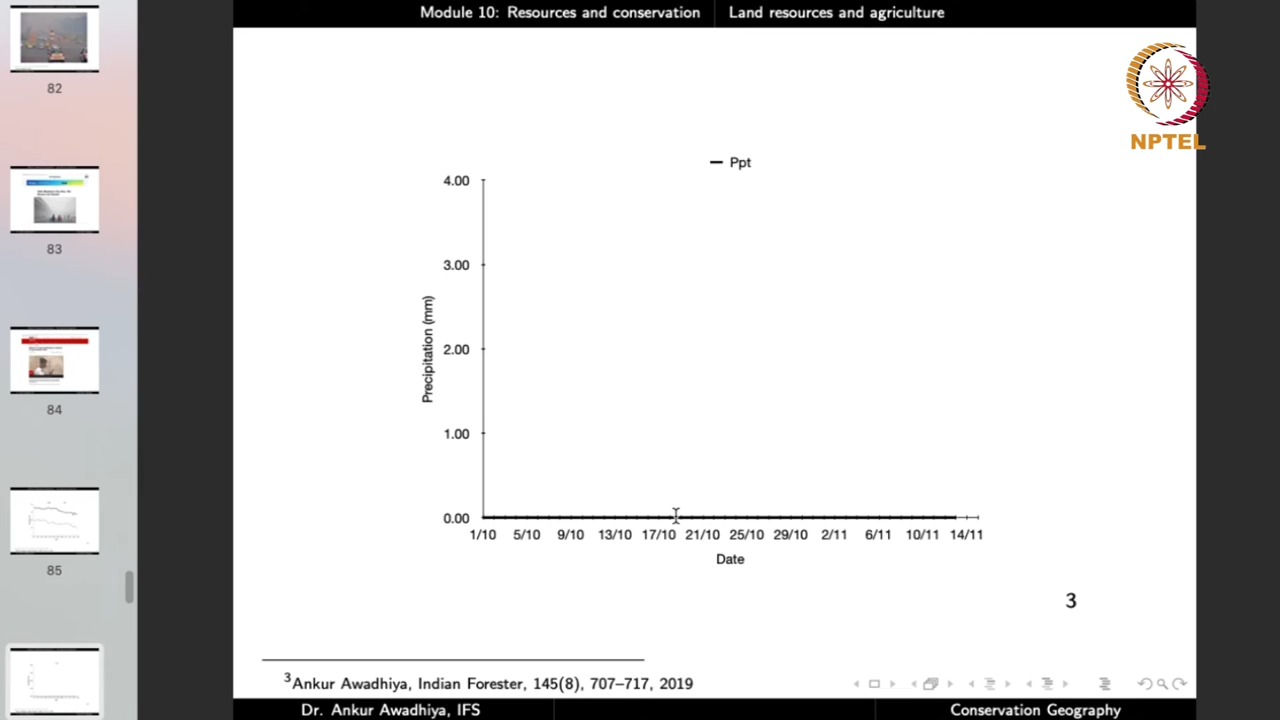 Module 10: Resources and conservation Land resources and agriculture
NPTEL
82
83
84
85
Ppt
4.00
3.00
2.00
1.00
0.00
Precipitation (mm)
1/10 5/10 9/10 13/10 17/10 21/10 25/10 29/10 2/11 6/11 10/11 14/11
Date
3
3Ankur Awadhiya, Indian Forester, 145(8), 707–717, 2019
Dr. Ankur Awadhiya, IFS Conservation Geography